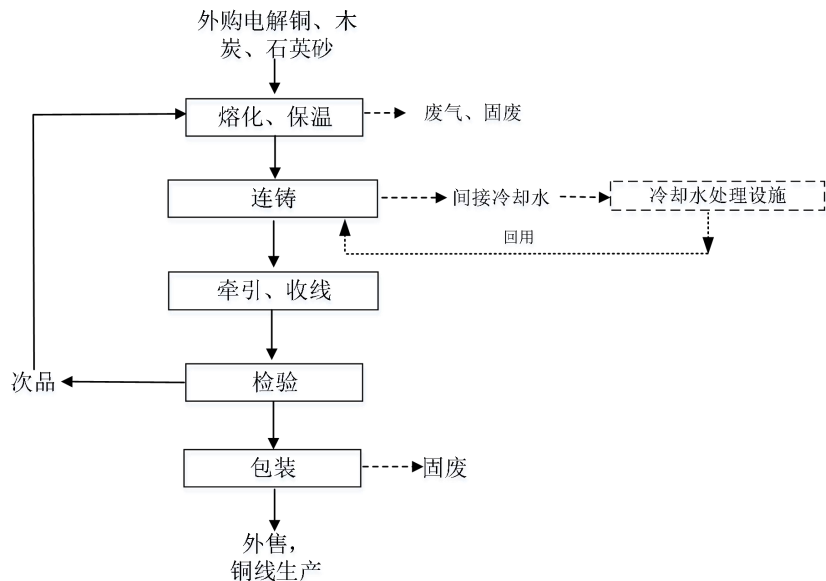 外购电解铜、木
炭、石英砂
熔化、保温
废气、固废
连铸
间接冷却水
冷却水处理设施
回用
牵引、收线
次品
检验
包装
固废
外售，
铜线生产